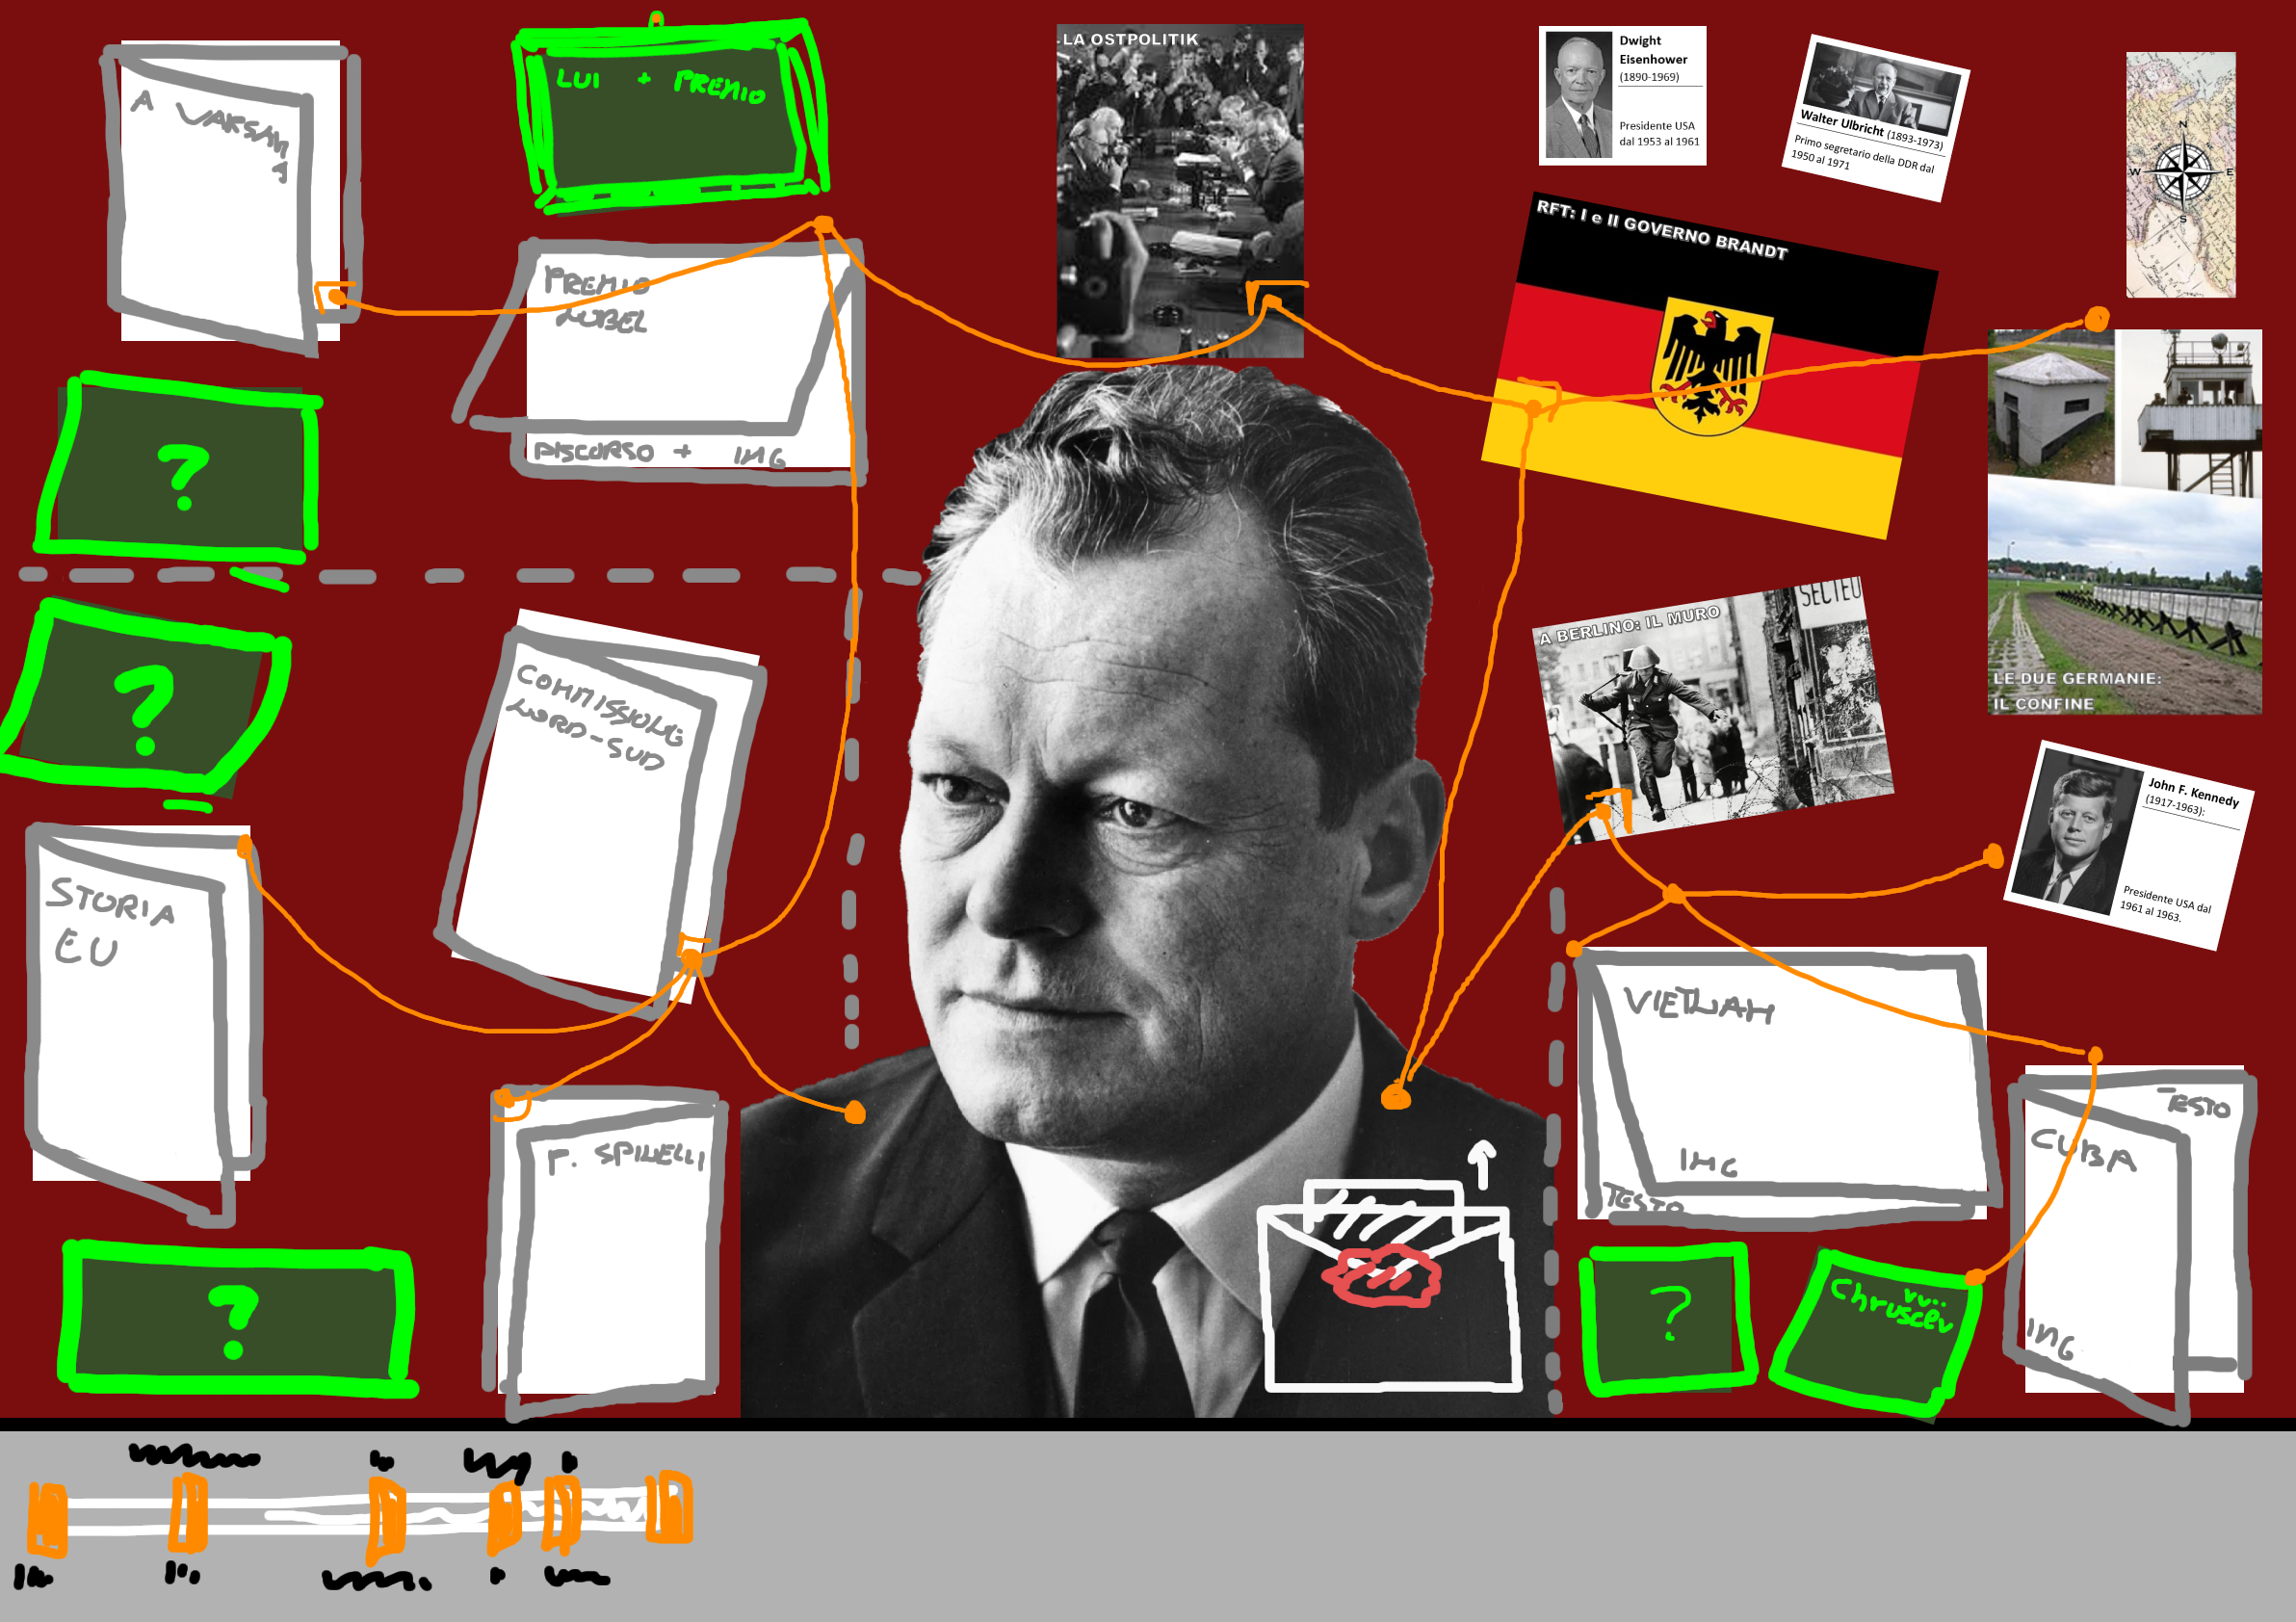 A VARSAVIA
LUI + PREMIO
PREMIO
NOBEL
DISCORSO + IMG
?
LA OSTPOLITIK
Dwight
Eisenhower
(1890-1969)
Presidente USA
dal 1953 al 1961
Walter Ulbricht (1893-1973)
Primo segretario della DDR dal
1950 al 1971
N
W E
S
RFT: I e II GOVERNO BRANDT
?
COMMISSIONE
NORD-SUD
A BERLINO: IL MURO
SECTEU
LE DUE GERMANIE:
IL CONFINE
John F. Kennedy
(1917-1963):
Presidente USA dal
1961 al 1963.
STORIA
EU
P. SPINELLI
?
VIETNAM
IMG
TESTO
TESTO
CUBA
IMG
?
Chruscëv